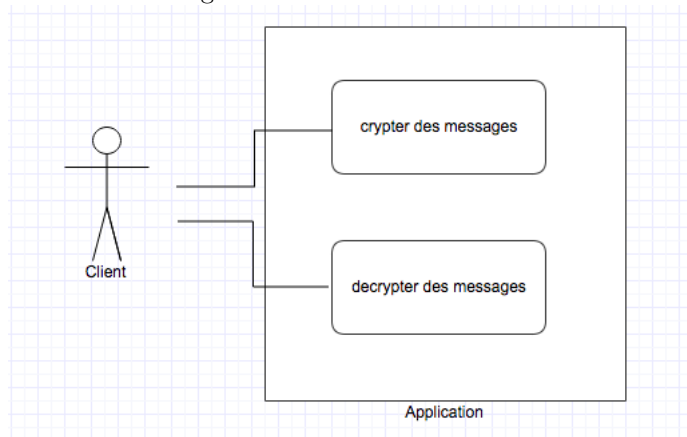 crypter des messages
Client
decrypter des messages
Application